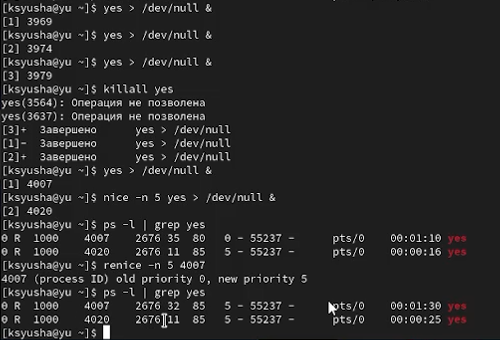 [ksyusha@yu ~]$ yes > /dev/null &
[1] 3969
[ksyusha@yu ~]$ yes > /dev/null &
[2] 3974
[ksyusha@yu ~]$ yes > /dev/null &
[3] 3979
[ksyusha@yu ~]$ killall yes
yes(3564): Операция не позволена
yes(3637): Операция не позволена
[3]+  Завершено      yes > /dev/null
[1]-  Завершено      yes > /dev/null
[2]+  Завершено      yes > /dev/null
[ksyusha@yu ~]$ yes > /dev/null &
[1] 4007
[ksyusha@yu ~]$ nice -n 5 yes > /dev/null &
[2] 4020
[ksyusha@yu ~]$ ps -l | grep yes
0 R  1000    4007    2676 35  80   0 - 55237 -      pts/0    00:01:10 yes
0 R  1000    4020    2676 11  85   5 - 55237 -      pts/0    00:00:16 yes
[ksyusha@yu ~]$ renice -n 5 4007
4007 (process ID) old priority 0, new priority 5
[ksyusha@yu ~]$ ps -l | grep yes
0 R  1000    4007    2676 32  85   5 - 55237 -      pts/0    00:01:30 yes
0 R  1000    4020    2676 11  85   5 - 55237 -      pts/0    00:00:25 yes
[ksyusha@yu ~]$